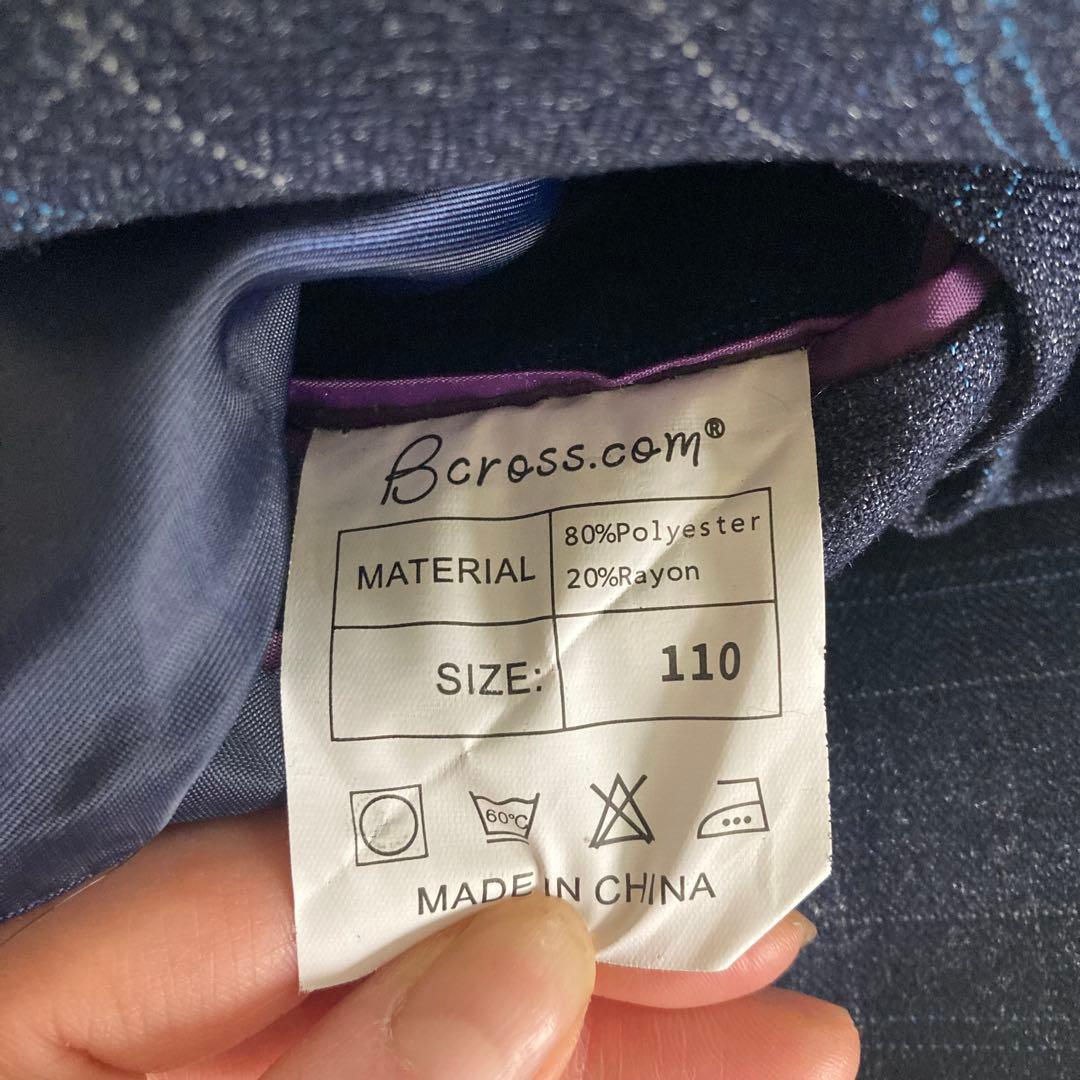 Bcross.com®
MATERIAL
80%Polyester
20%Rayon
SIZE:
110
60°C
MADE IN CHINA